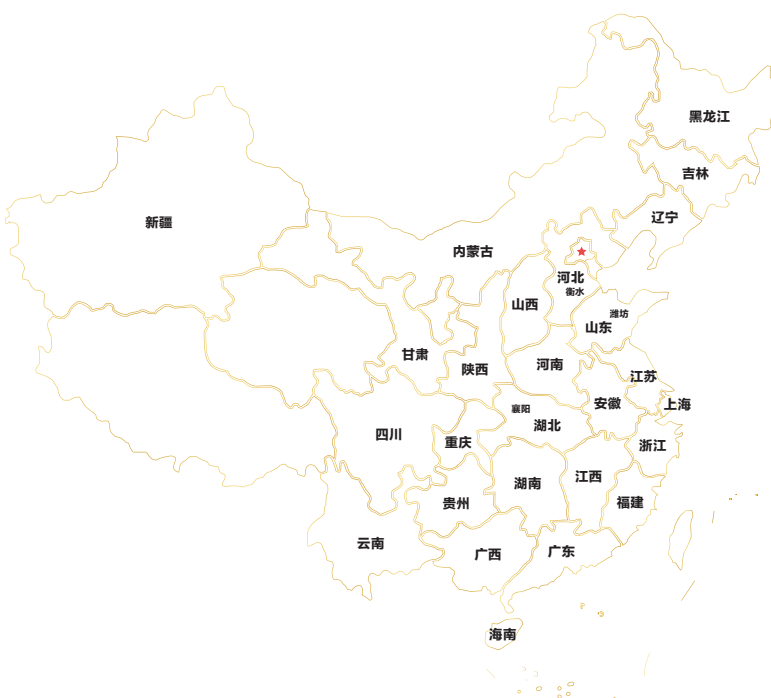 黑龙江
吉林
辽宁
新疆
内蒙古
河北
衡水
山西
潍坊
山东
甘肃
陕西
河南
江苏
安徽
上海
襄阳
湖北
四川
重庆
浙江
湖南
江西
贵州
福建
云南
广西
广东
海南